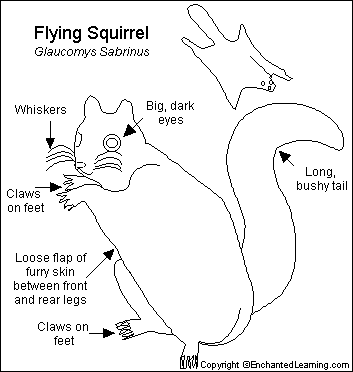 Flying Squirrel
Glaucomys Sabrinus
Whiskers
Big, dark
eyes
Claws
on feet
Long,
bushy tail
Loose flap of
furry skin
between front
and rear legs
Claws on
feet
Copyright ©EnchantedLearning.com